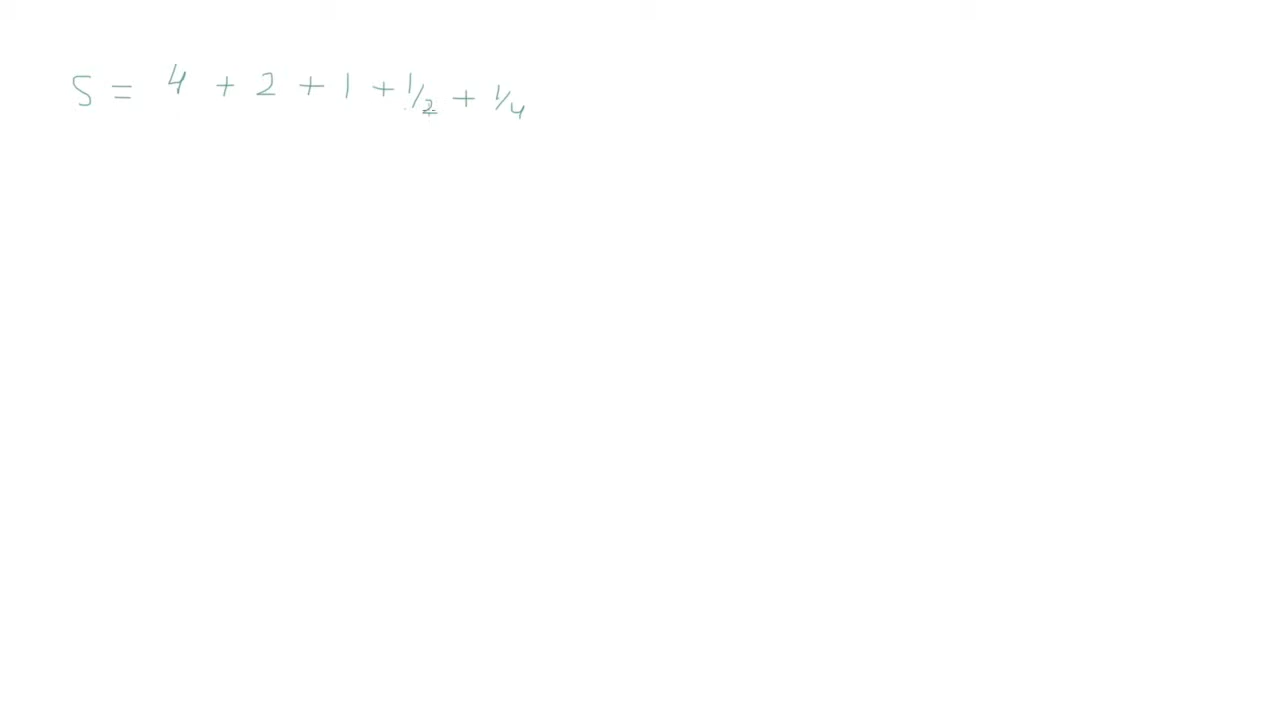 S = 4 + 2 + 1 + 1/2 + 1/4